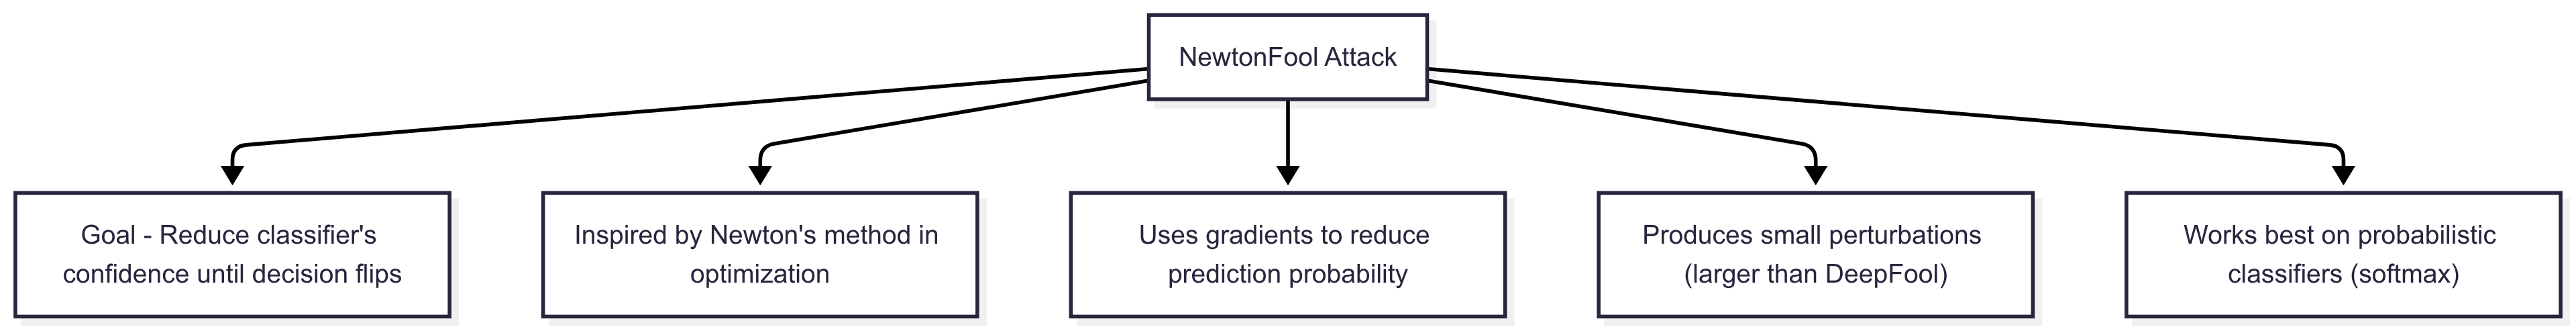 NewtonFool Attack
Goal - Reduce classifier's
confidence until decision flips
Inspired by Newton's method in
optimization
Uses gradients to reduce
prediction probability
Produces small perturbations
(larger than DeepFool)
Works best on probabilistic
classifiers (softmax)